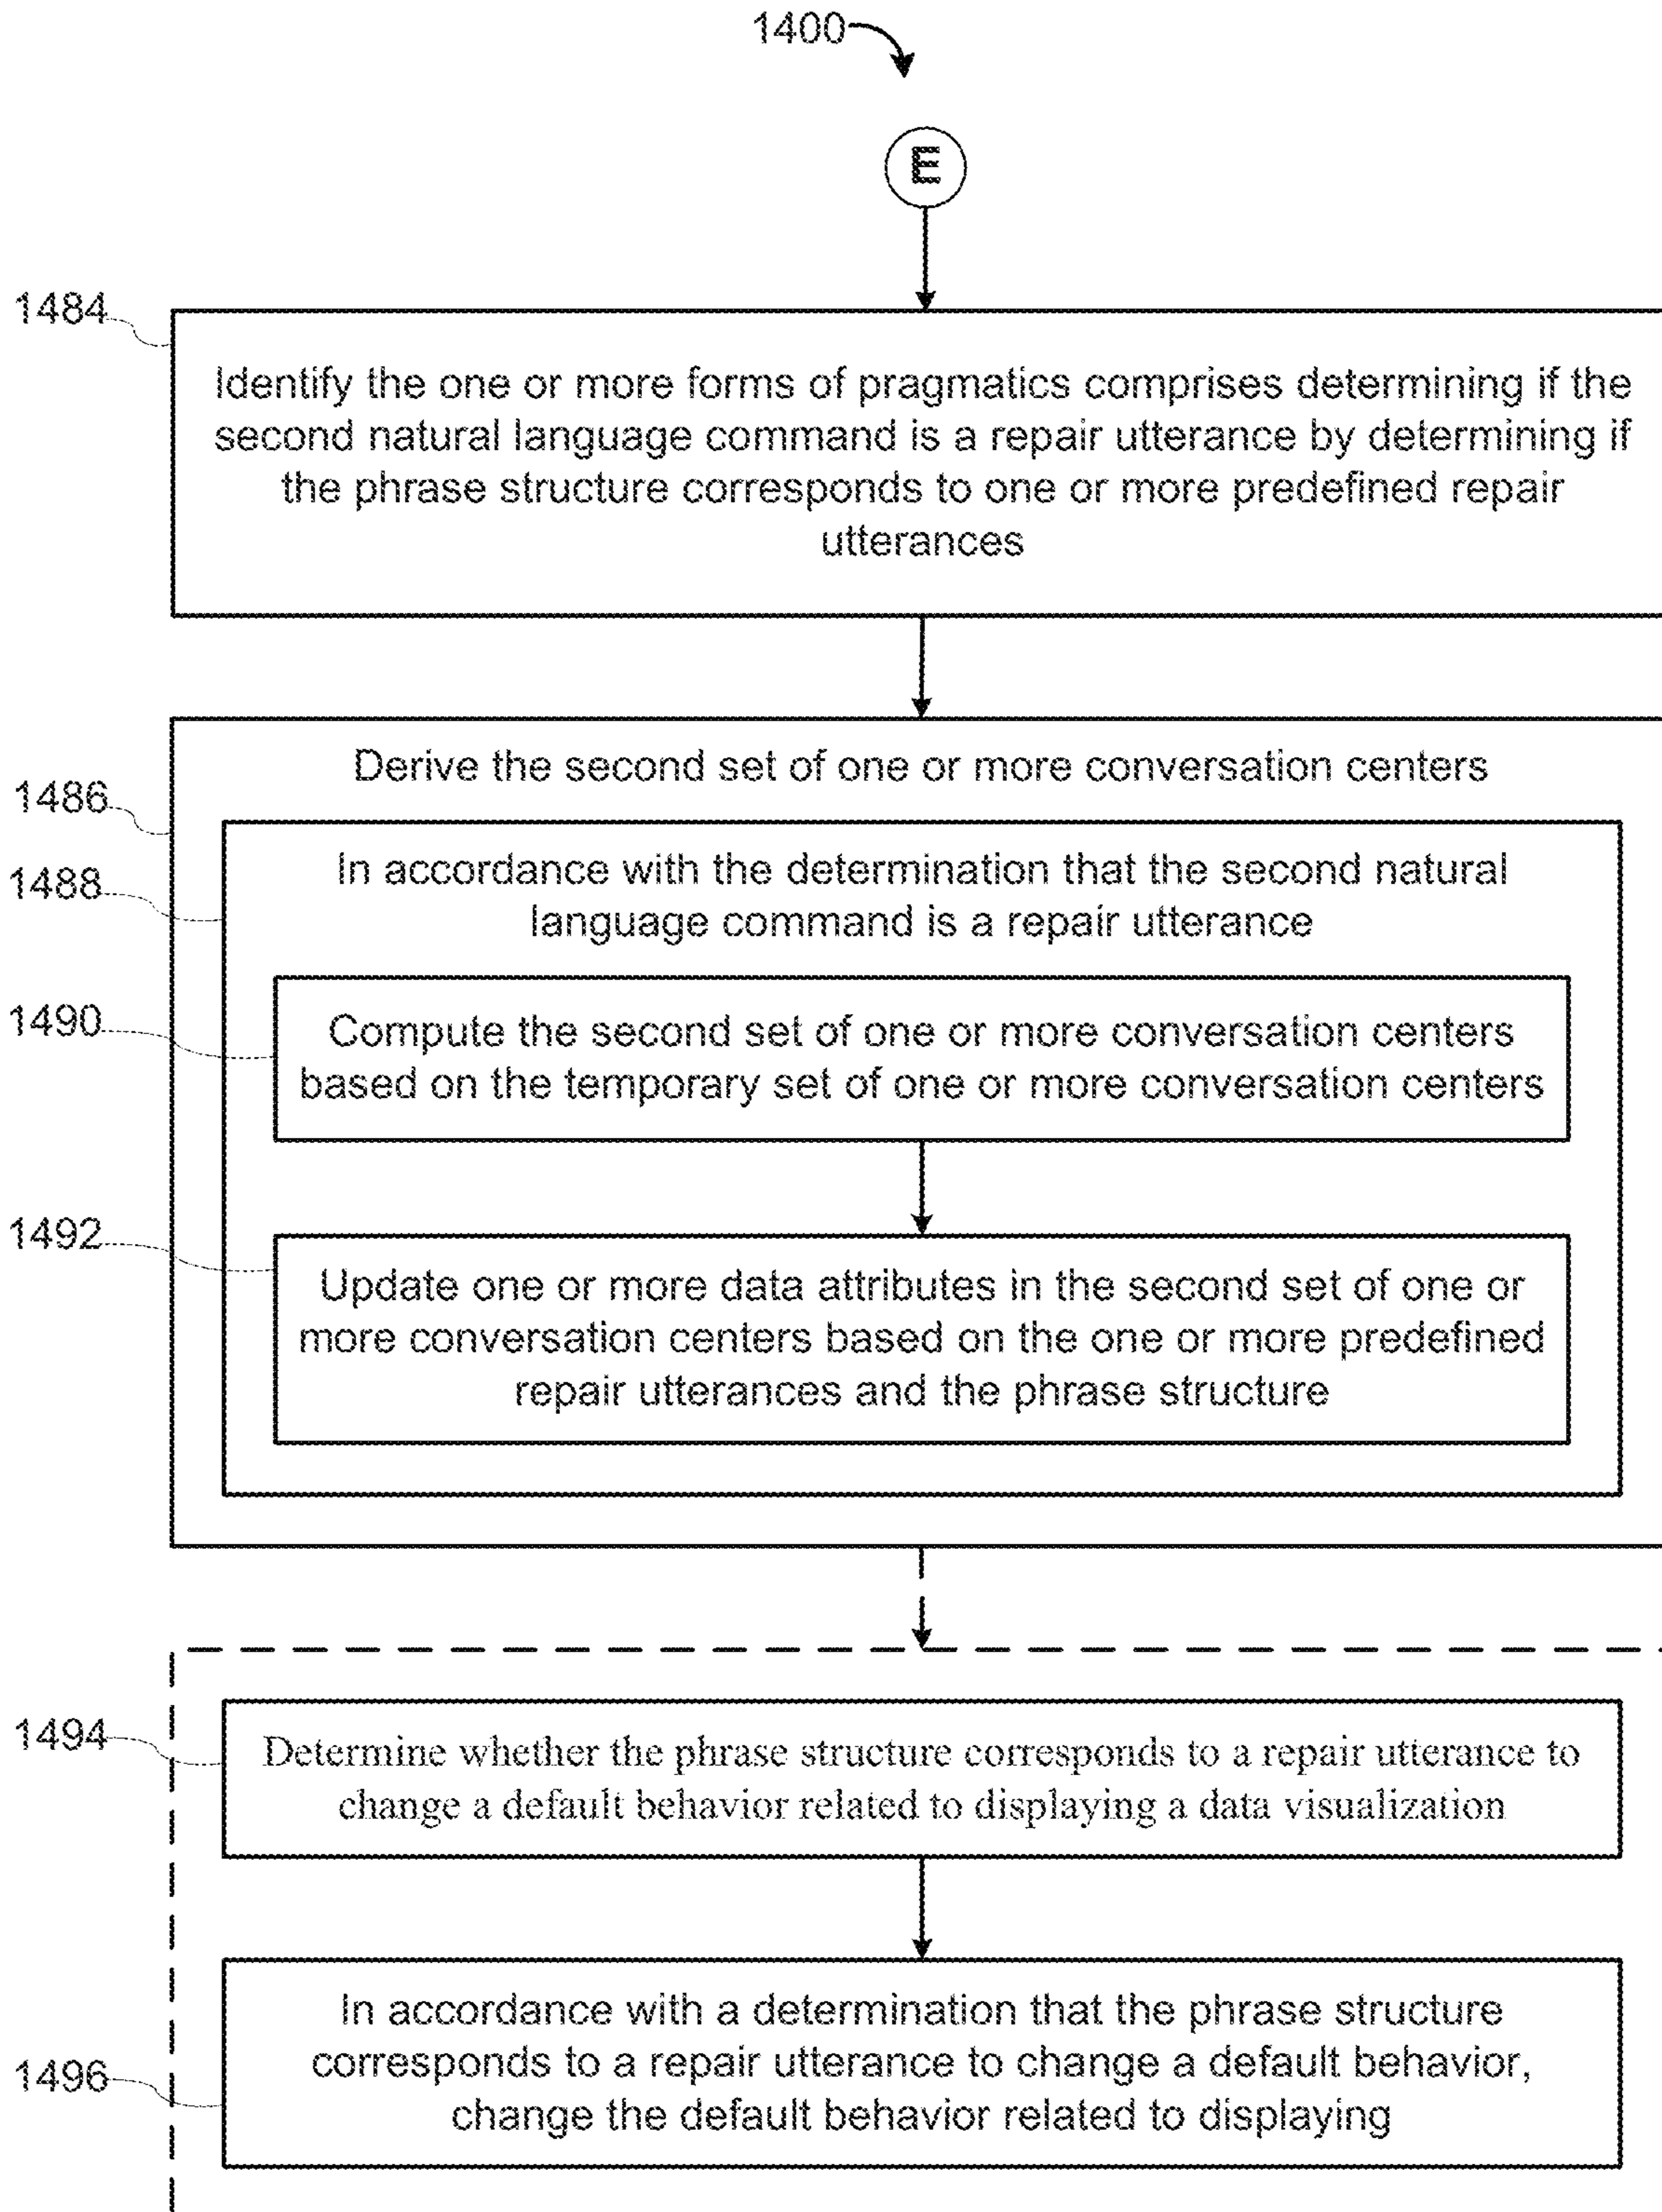 1400
E
1484
Identify the one or more forms of pragmatics comprises determining if the
second natural language command is a repair utterance by determining if
the phrase structure corresponds to one or more predefined repair
utterances
1486
Derive the second set of one or more conversation centers
1488
In accordance with the determination that the second natural
language command is a repair utterance
1490
Compute the second set of one or more conversation centers
based on the temporary set of one or more conversation centers
1492
Update one or more data attributes in the second set of one or
more conversation centers based on the one or more predefined
repair utterances and the phrase structure
1494
Determine whether the phrase structure corresponds to a repair utterance to
change a default behavior related to displaying a data visualization
1496
In accordance with a determination that the phrase structure
corresponds to a repair utterance to change a default behavior,
change the default behavior related to displaying